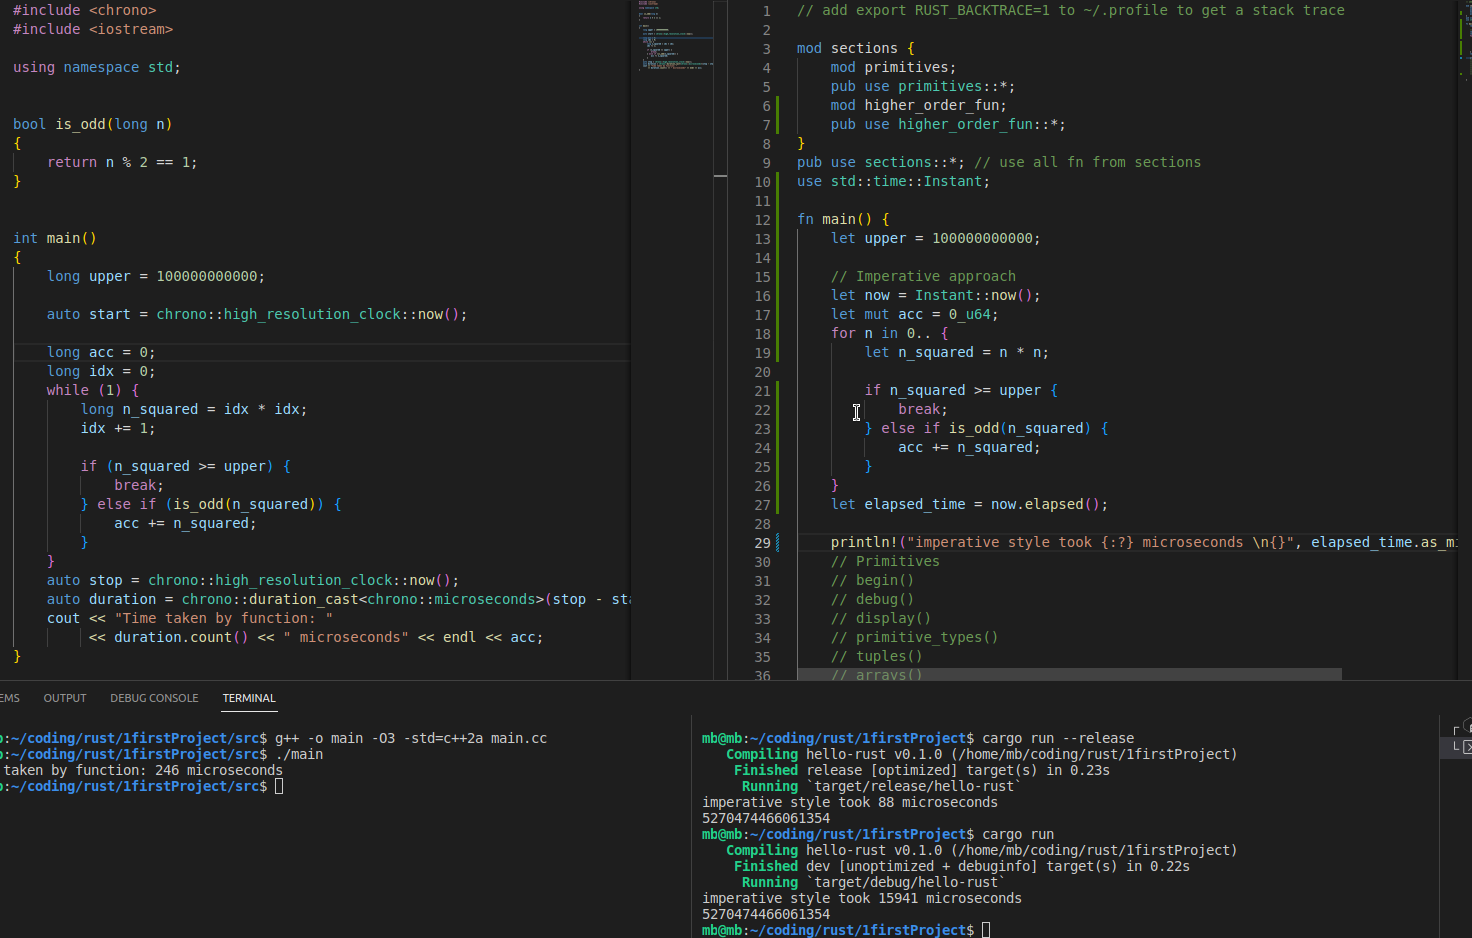 #include <chrono>
#include <iostream>
using namespace std;
bool is_odd(long n)
{
    return n % 2 == 1;
}
int main()
{
    long upper = 100000000000;
    auto start = chrono::high_resolution_clock::now();
    long acc = 0;
    long idx = 0;
    while (1) {
        long n_squared = idx * idx;
        idx += 1;
        if (n_squared >= upper) {
            break;
        } else if (is_odd(n_squared)) {
            acc += n_squared;
        }
    }
    auto stop = chrono::high_resolution_clock::now();
    auto duration = chrono::duration_cast<chrono::microseconds>(stop - sta
    cout << "Time taken by function: "
         << duration.count() << " microseconds" << endl << acc;
}
1 // add export RUST_BACKTRACE=1 to ~/.profile to get a stack trace
2
3 mod sections {
4     mod primitives;
5     pub use primitives::*;
6     mod higher_order_fun;
7     pub use higher_order_fun::*;
8 }
9 pub use sections::*; // use all fn from sections
10 use std::time::Instant;
11
12 fn main() {
13     let upper = 100000000000;
14
15     // Imperative approach
16     let now = Instant::now();
17     let mut acc = 0_u64;
18     for n in 0.. {
19         let n_squared = n * n;
20
21         if n_squared >= upper {
22             break;
23         } else if is_odd(n_squared) {
24             acc += n_squared;
25         }
26     }
27     let elapsed_time = now.elapsed();
28
29     println!("imperative style took {:?} microseconds \n{}", elapsed_time.as_mi
30     // Primitives
31     // begin()
32     // debug()
33     // display()
34     // primitive_types()
35     // tuples()
36     // arrays()
EMS OUTPUT DEBUG CONSOLE TERMINAL
:~/coding/rust/1firstProject/src$ g++ -o main -O3 -std=c++2a main.cc
:~/coding/rust/1firstProject/src$ ./main
taken by function: 246 microseconds
:~/coding/rust/1firstProject/src$
mb@mb:~/coding/rust/1firstProject$ cargo run --release
   Compiling hello-rust v0.1.0 (/home/mb/coding/rust/1firstProject)
    Finished release [optimized] target(s) in 0.23s
     Running `target/release/hello-rust`
imperative style took 88 microseconds
5270474466061354
mb@mb:~/coding/rust/1firstProject$ cargo run
   Compiling hello-rust v0.1.0 (/home/mb/coding/rust/1firstProject)
    Finished dev [unoptimized + debuginfo] target(s) in 0.22s
     Running `target/debug/hello-rust`
imperative style took 15941 microseconds
5270474466061354
mb@mb:~/coding/rust/1firstProject$